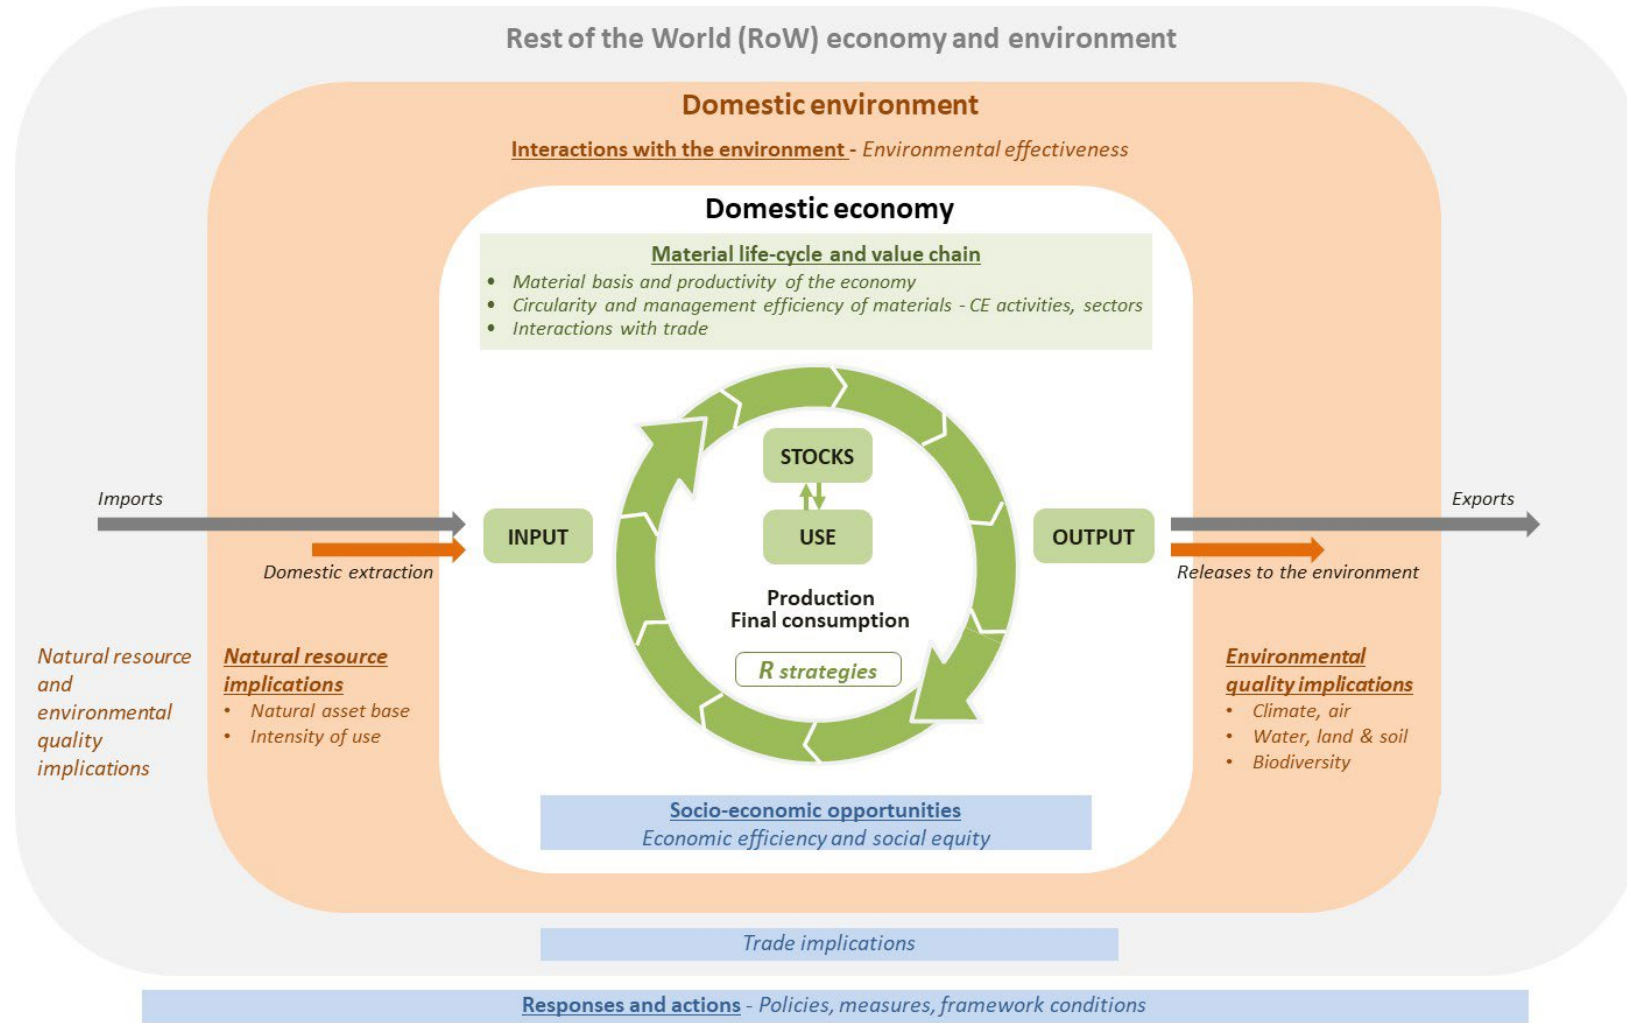 Rest of the World (RoW) economy and environment
Domestic environment
Interactions with the environment - Environmental effectiveness
Domestic economy
Material life-cycle and value chain
• Material basis and productivity of the economy
• Circularity and management efficiency of materials - CE activities, sectors
• Interactions with trade
STOCKS
Imports
Exports
INPUT
USE
OUTPUT
Domestic extraction
Releases to the environment
Production
Final consumption
R strategies
Natural resource
and
environmental
quality
implications
Natural resource
implications
• Natural asset base
• Intensity of use
Environmental
quality implications
• Climate, air
• Water, land & soil
• Biodiversity
Socio-economic opportunities
Economic efficiency and social equity
Trade implications
Responses and actions - Policies, measures, framework conditions